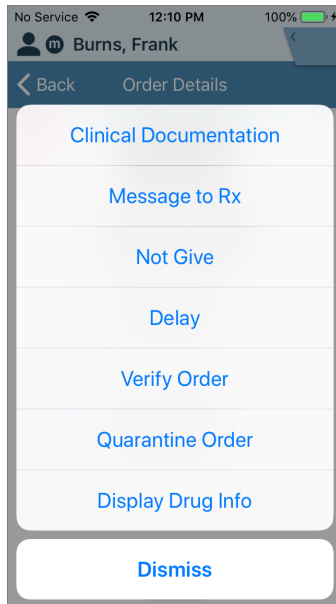 No Service 12:10 PM 100%
m Burns, Frank
Back Order Details
Clinical Documentation
Message to Rx
Not Give
Delay
Verify Order
Quarantine Order
Display Drug Info
Dismiss